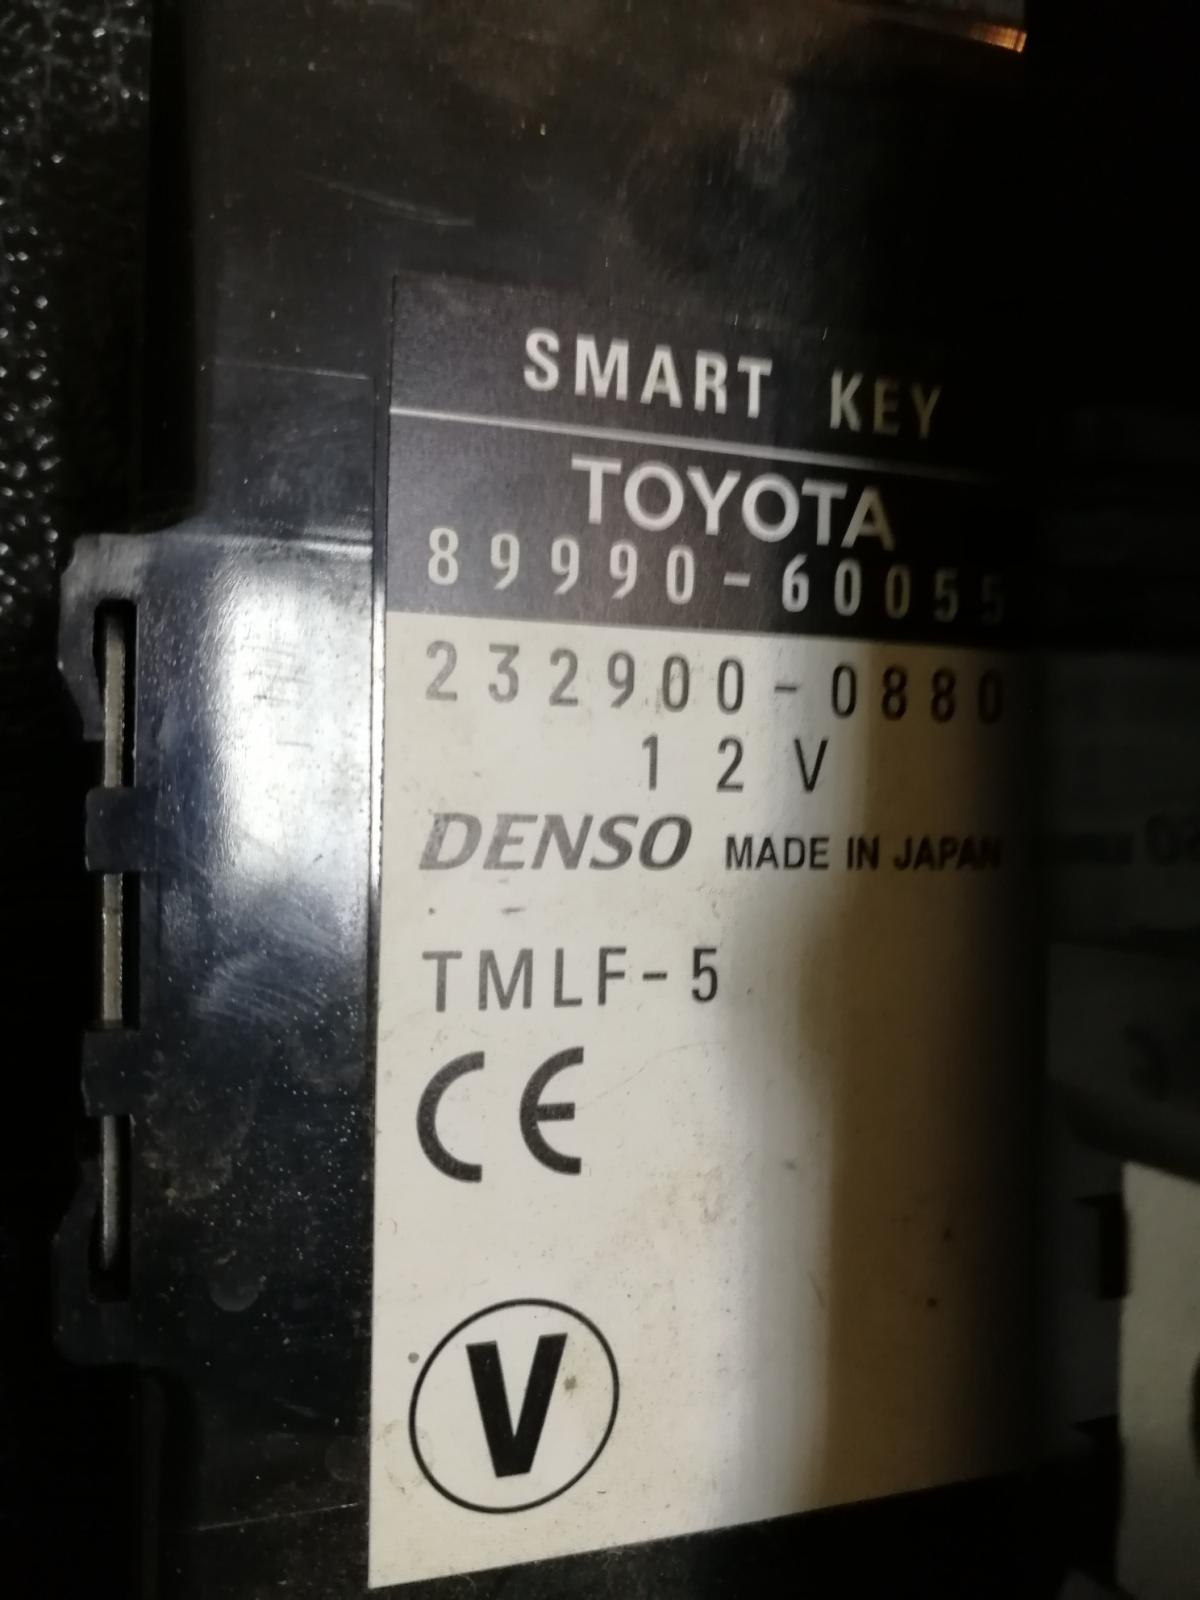 SMART KEY
TOYOTA
89990-60055
232900-0880
12V
DENSO MADE IN JAPAN
TMLF-5
CE
V